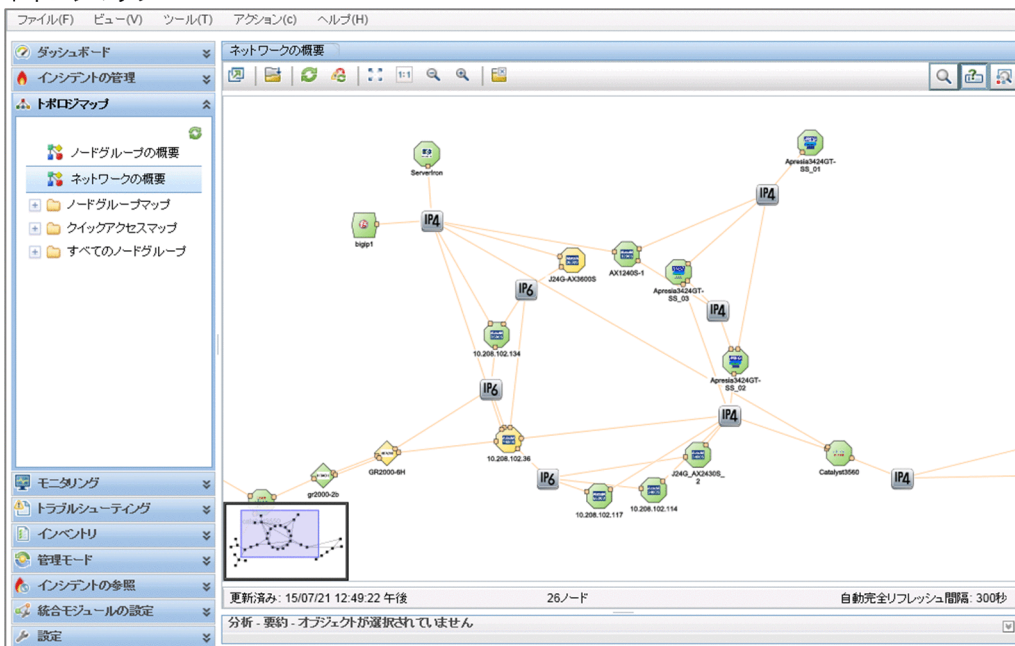 ファイル(F) ビュー(V) ツール(T) アクション(c) ヘルプ(H)
ダッシュボード
インシデントの管理
トポロジマップ
ノードグループの概要
ネットワークの概要
ノードグループマップ
クイックアクセスマップ
すべてのノードグループ
モニタリング
トラブルシューティング
インベントリ
管理モード
インシデントの参照
統合モジュールの設定
設定
ネットワークの概要
1:1
ServerIron
Apresia3424GT-
SS_01
IP4
IP4
bigip1
J24G-AX3600S
AX1240S-1
Apresia3424GT-
SS_03
IP6
IP4
10.208.102.134
Apresia3424GT-
SS_02
IP6
IP4
10.208.102.36
GR2000-6H
gr2000-2b
IP6
J24G_AX2430S_
2
Catalyst3560
IP4
10.208.102.117
10.208.102.114
更新済み: 15/07/21 12:49:22 午後
26ノード
自動完全リフレッシュ間隔: 300秒
分析 - 要約 - オブジェクトが選択されていません